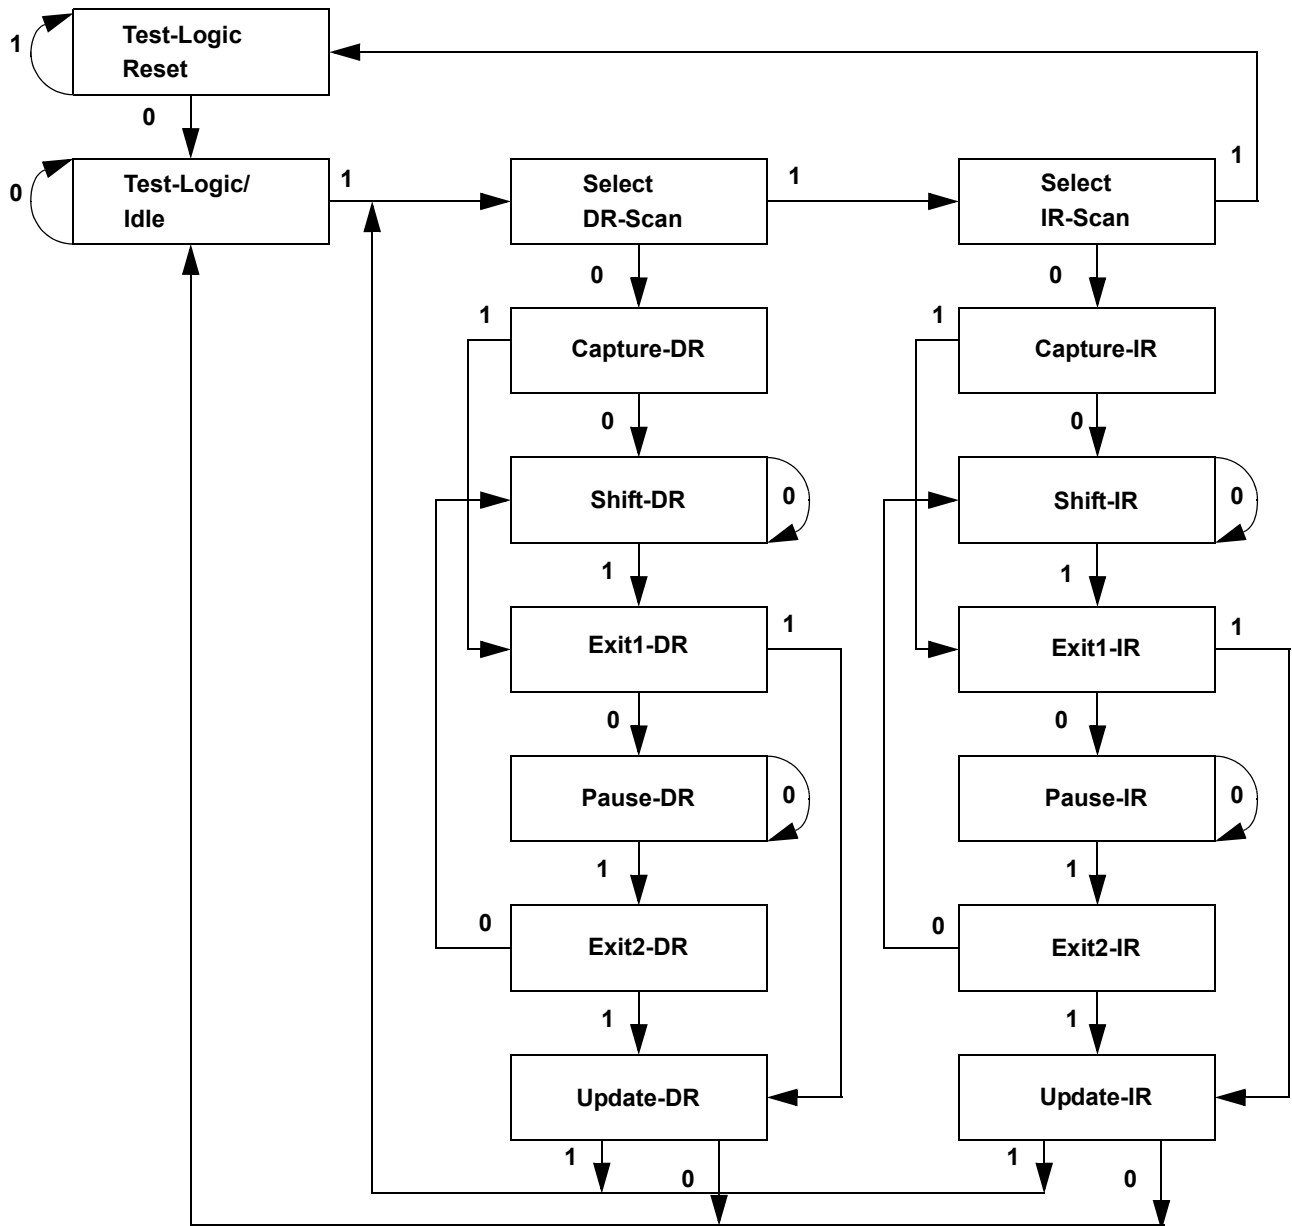 1
Test-Logic
Reset
0
0
Test-Logic/
Idle
1
Select
DR-Scan
1
Select
IR-Scan
1
0
0
1
Capture-DR
1
Capture-IR
0
0
Shift-DR
0
Shift-IR
0
1
1
Exit1-DR
1
Exit1-IR
1
0
0
Pause-DR
0
Pause-IR
0
1
1
0
Exit2-DR
0
Exit2-IR
1
1
Update-DR
Update-IR
1
0
1
0